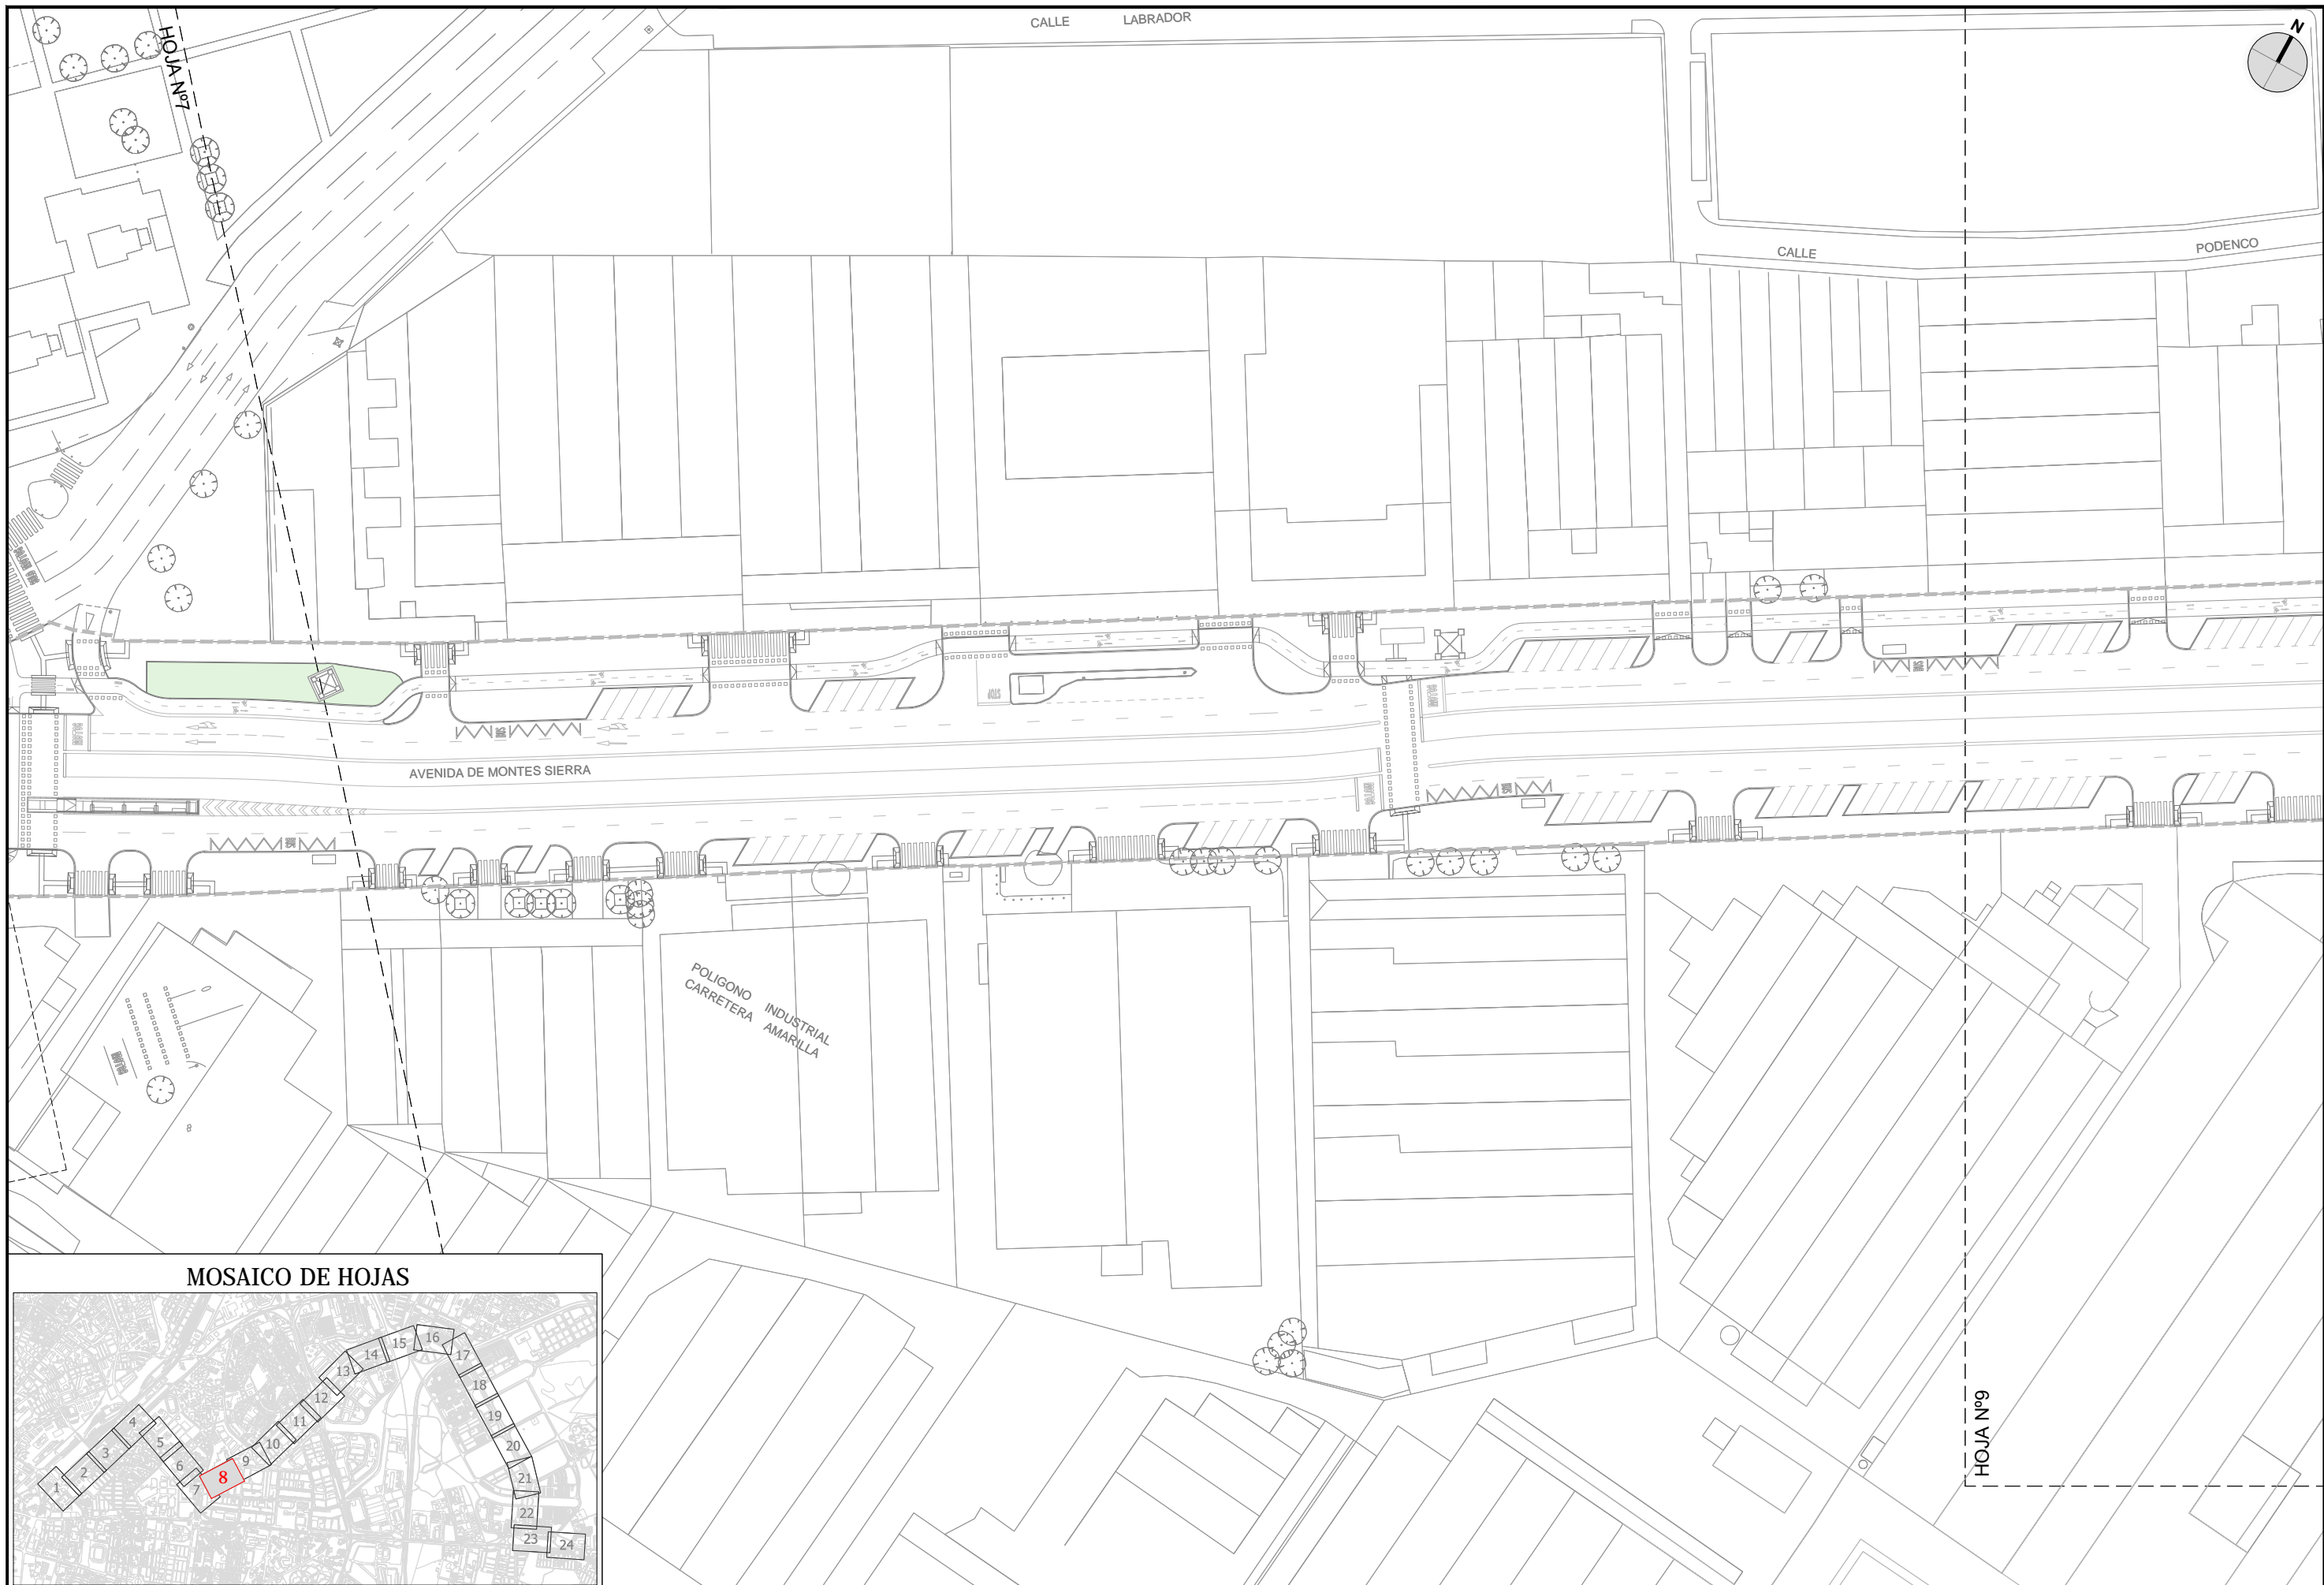 CALLE LABRADOR
N
HOJA Nº7
CALLE PODENCO
AVENIDA DE MONTES SIERRA
POLIGONO INDUSTRIAL
CARRETERA AMARILLA
HOJA Nº9
MOSAICO DE HOJAS
1
2
3
4
5
6
7
8
9
10
11
12
13
14
15
16
17
18
19
20
21
22
23
24